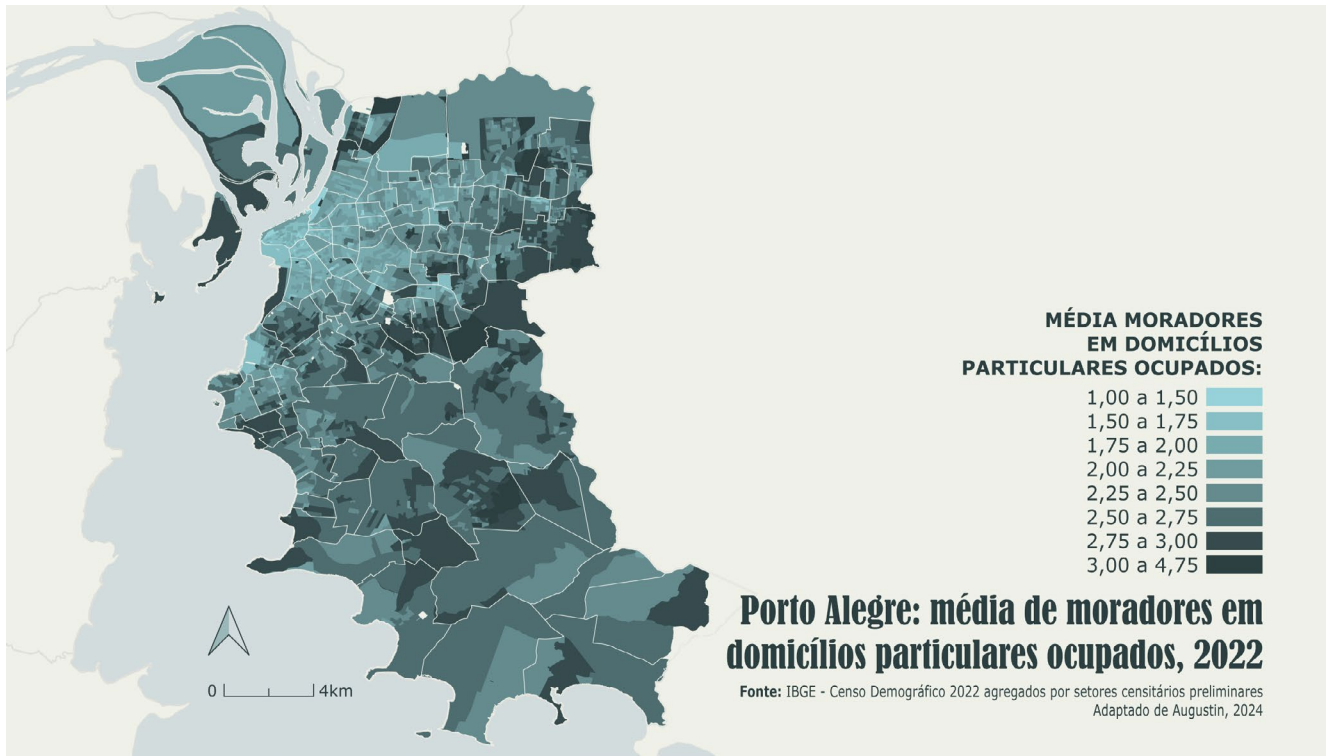 MÉDIA MORADORES
EM DOMICÍLIOS
PARTICULARES OCUPADOS:
1,00 a 1,50
1,50 a 1,75
1,75 a 2,00
2,00 a 2,25
2,25 a 2,50
2,50 a 2,75
2,75 a 3,00
3,00 a 4,75
Porto Alegre: média de moradores em
domicílios particulares ocupados, 2022
Fonte: IBGE - Censo Demográfico 2022 agregados por setores censitários preliminares
Adaptado de Augustin, 2024
0 4km